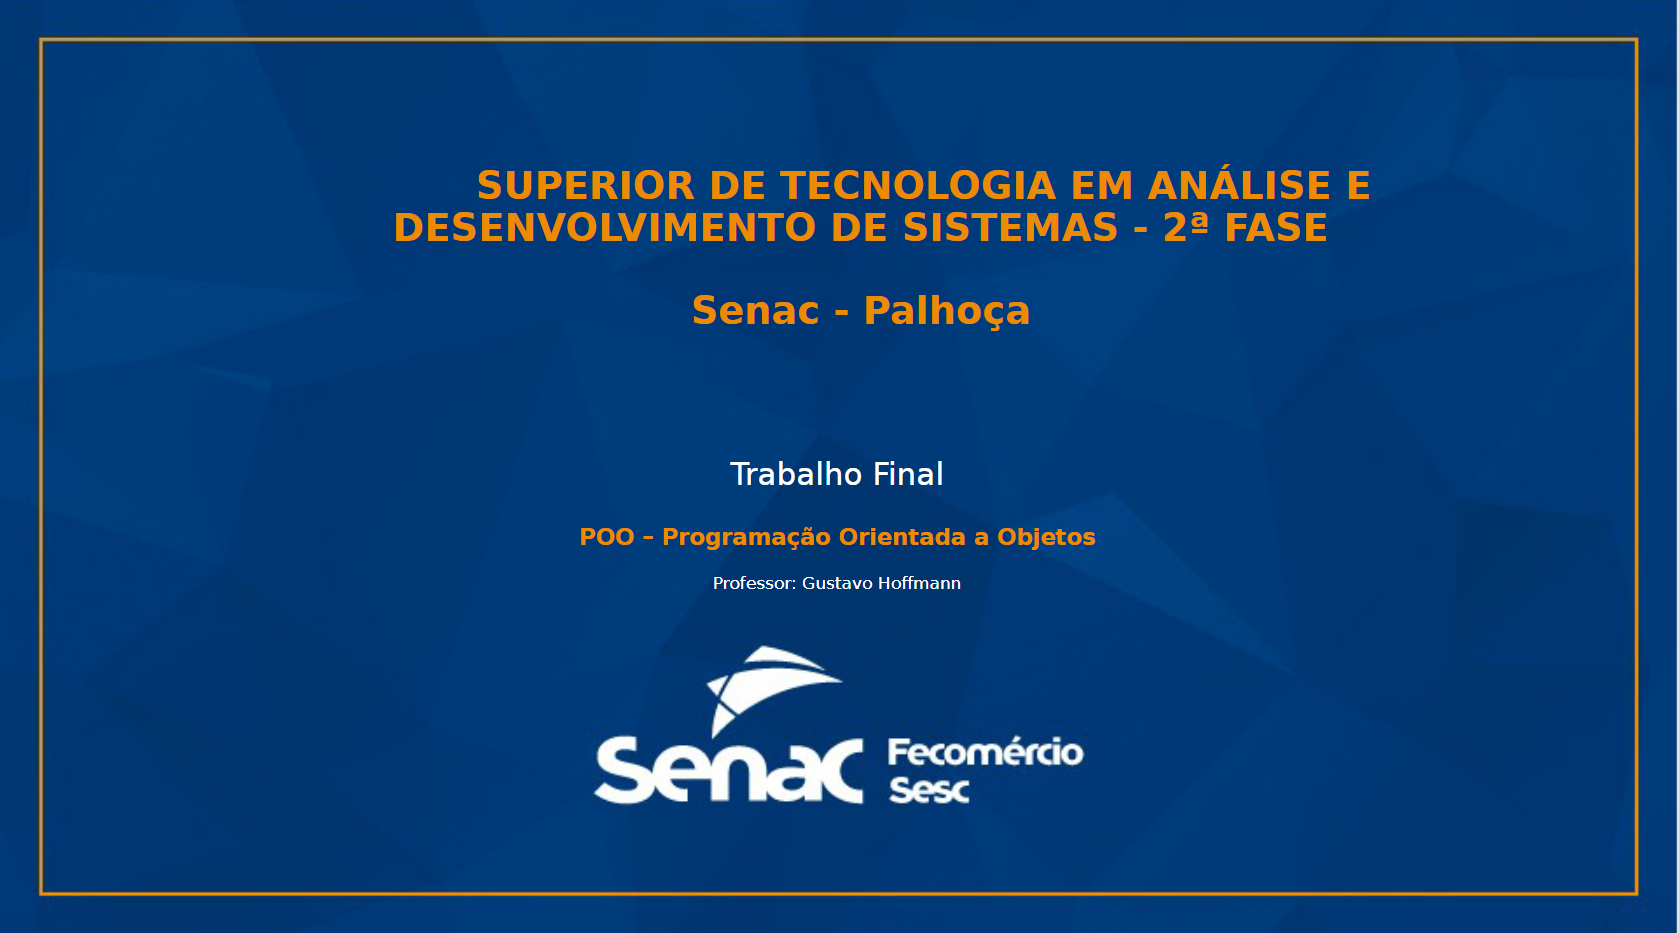 SUPERIOR DE TECNOLOGIA EM ANÁLISE E
DESENVOLVIMENTO DE SISTEMAS - 2ª FASE
Senac - Palhoça
Trabalho Final
POO – Programação Orientada a Objetos
Professor: Gustavo Hoffmann
Senac Fecomércio
Sesc